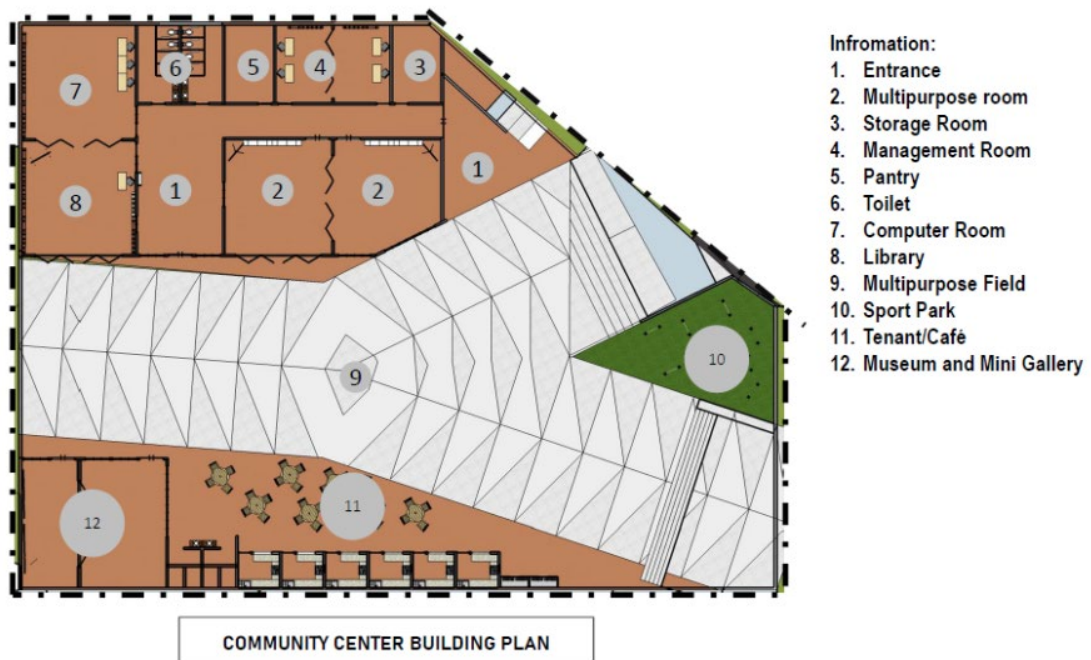 6
5
4
3
7
1
2
2
1
8
10
9
11
12
Infromation:
1. Entrance
2. Multipurpose room
3. Storage Room
4. Management Room
5. Pantry
6. Toilet
7. Computer Room
8. Library
9. Multipurpose Field
10. Sport Park
11. Tenant/Café
12. Museum and Mini Gallery
COMMUNITY CENTER BUILDING PLAN